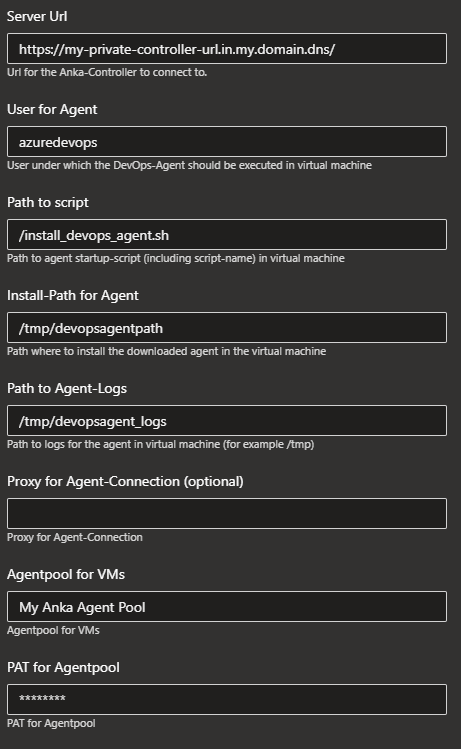 Server Url
https://my-private-controller-url.in.my.domain.dns/
Url for the Anka-Controller to connect to.
User for Agent
azuredevops
User under which the DevOps-Agent should be executed in virtual machine
Path to script
/install_devops_agent.sh
Path to agent startup-script (including script-name) in virtual machine
Install-Path for Agent
/tmp/devopsagentpath
Path where to install the downloaded agent in the virtual machine
Path to Agent-Logs
/tmp/devopsagent_logs
Path to logs for the agent in virtual machine (for example /tmp)
Proxy for Agent-Connection (optional)
Proxy for Agent-Connection
Agentpool for VMs
My Anka Agent Pool
Agentpool for VMs
PAT for Agentpool
********
PAT for Agentpool